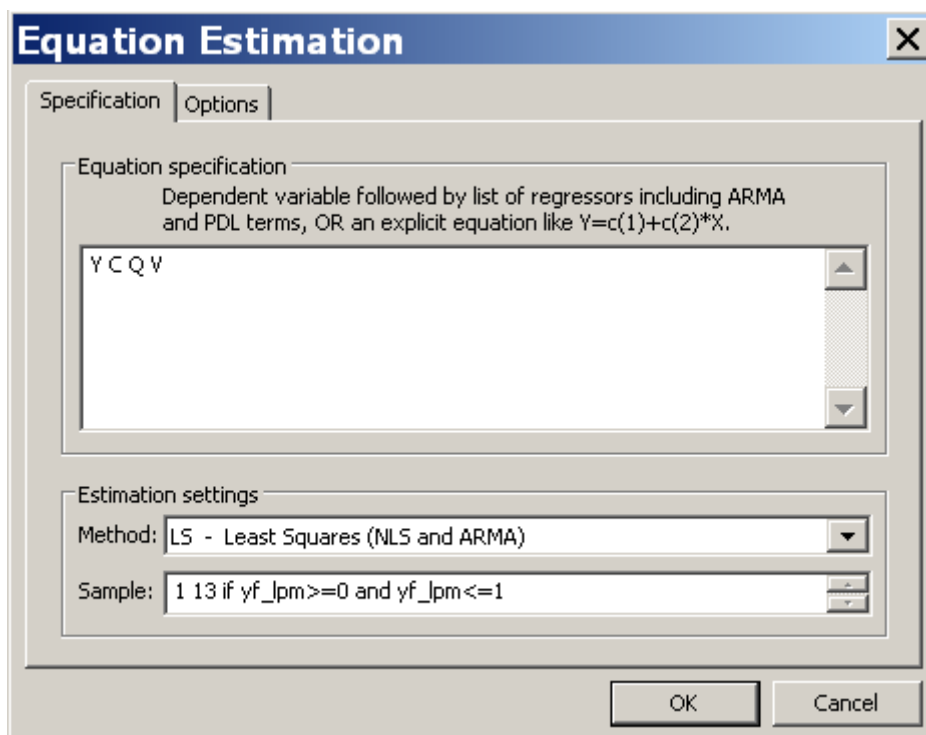 Equation Estimation
Specification
Options
Equation specification
Dependent variable followed by list of regressors including ARMA
and PDL terms, OR an explicit equation like Y=c(1)+c(2)*X.
Y C Q V
Estimation settings
Method: LS - Least Squares (NLS and ARMA)
Sample: 1 13 if yf_lpm>=0 and yf_lpm<=1
OK Cancel